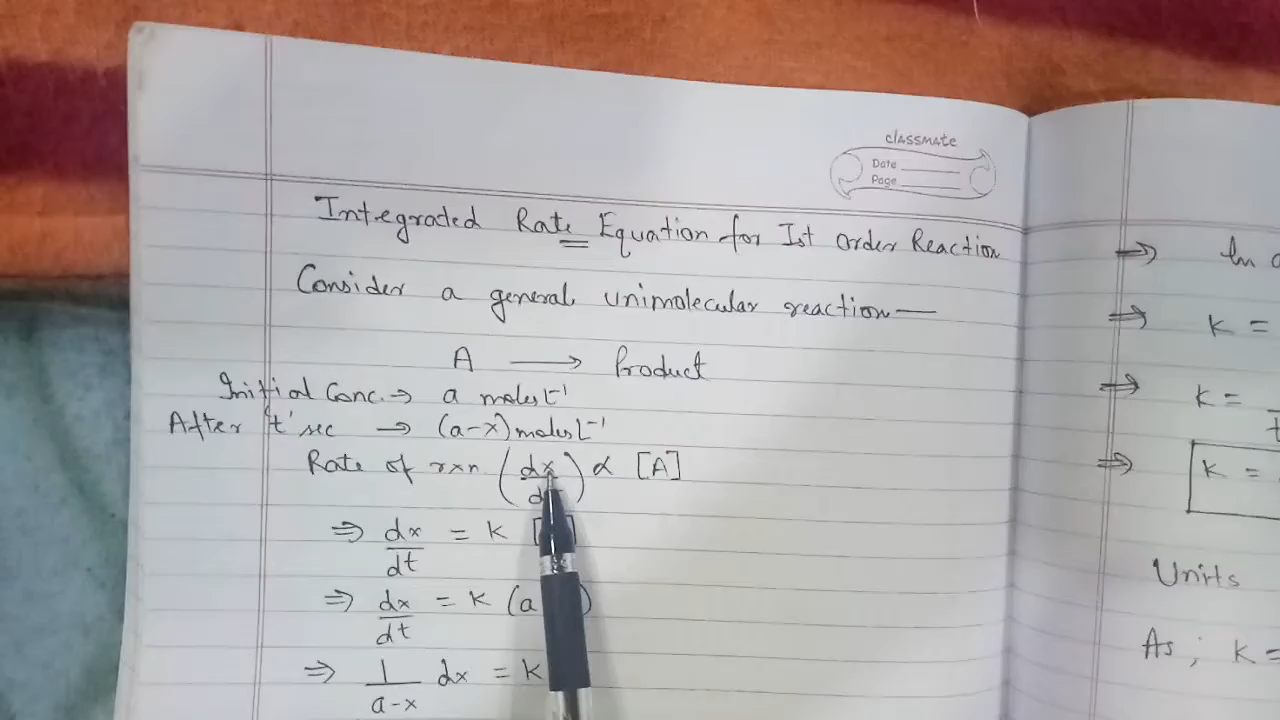 classmate
Date
Page
Integrated Rate Equation for Ist Order Reaction
Consider a general unimolecular reaction—
A ⟶ Product
Initial Conc. → a moles L⁻¹
After 't' sec → (a-x) moles L⁻¹
Rate of rxn (dx/d) ∝ [A]
⇒ dx/dt = K [
⇒ dx/dt = K (a )
⇒ 1/a-x dx = K
⇒ ln
⇒ K =
⇒ K =
⇒ K =
Units
As ; K =